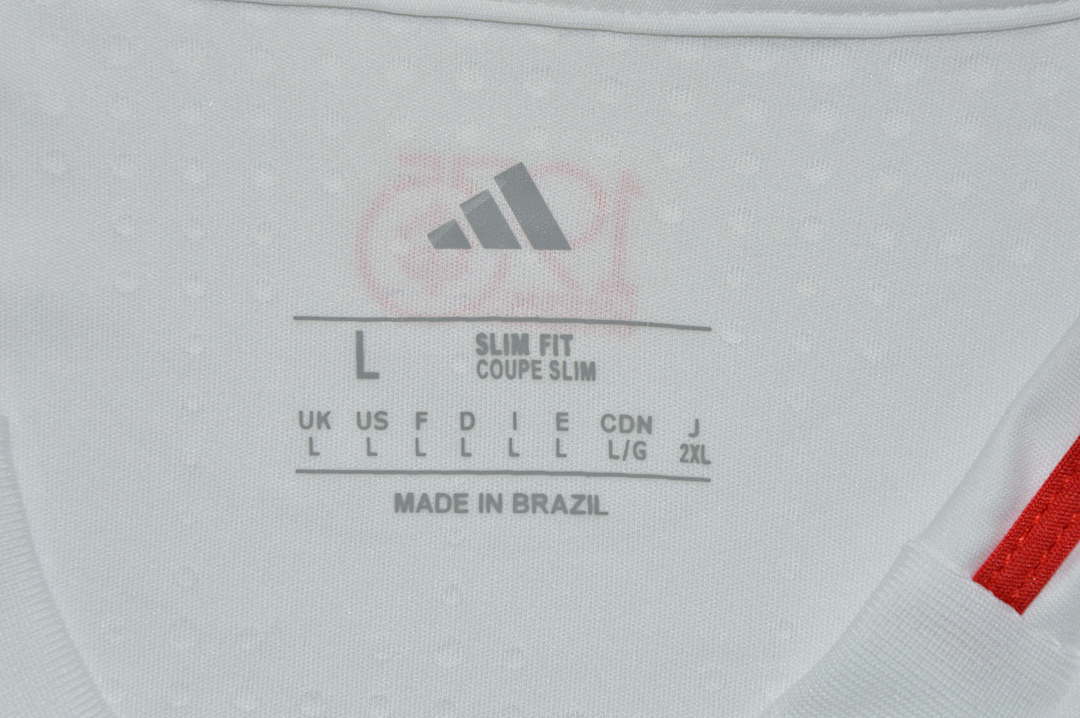 L
SLIM FIT
COUPE SLIM
UK US F D I E CDN J
L L L L L L L/G 2XL
MADE IN BRAZIL